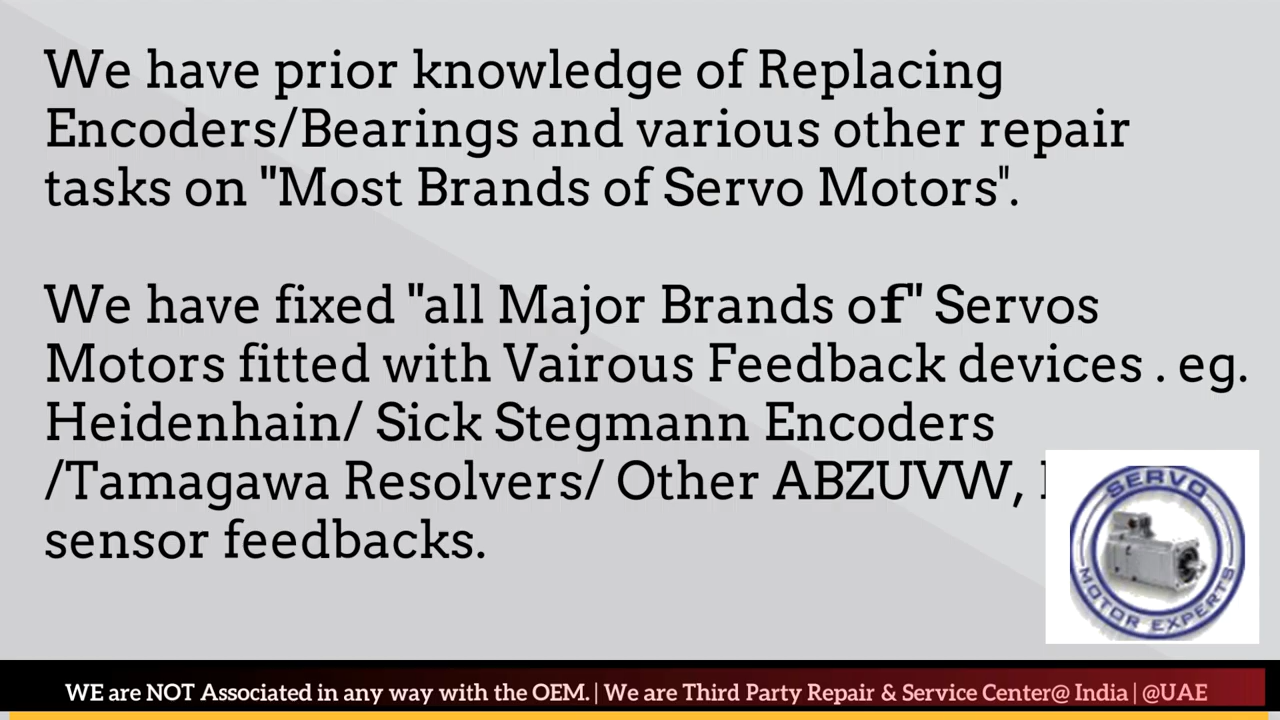 We have prior knowledge of Replacing
Encoders/Bearings and various other repair
tasks on "Most Brands of Servo Motors".
We have fixed "all Major Brands of" Servos
Motors fitted with Vairous Feedback devices . eg.
Heidenhain/ Sick Stegmann Encoders
/Tamagawa Resolvers/ Other ABZUVW,
sensor feedbacks.
SERVO
MOTOR EXPERTS
WE are NOT Associated in any way with the OEM. | We are Third Party Repair & Service Center@ India | @UAE